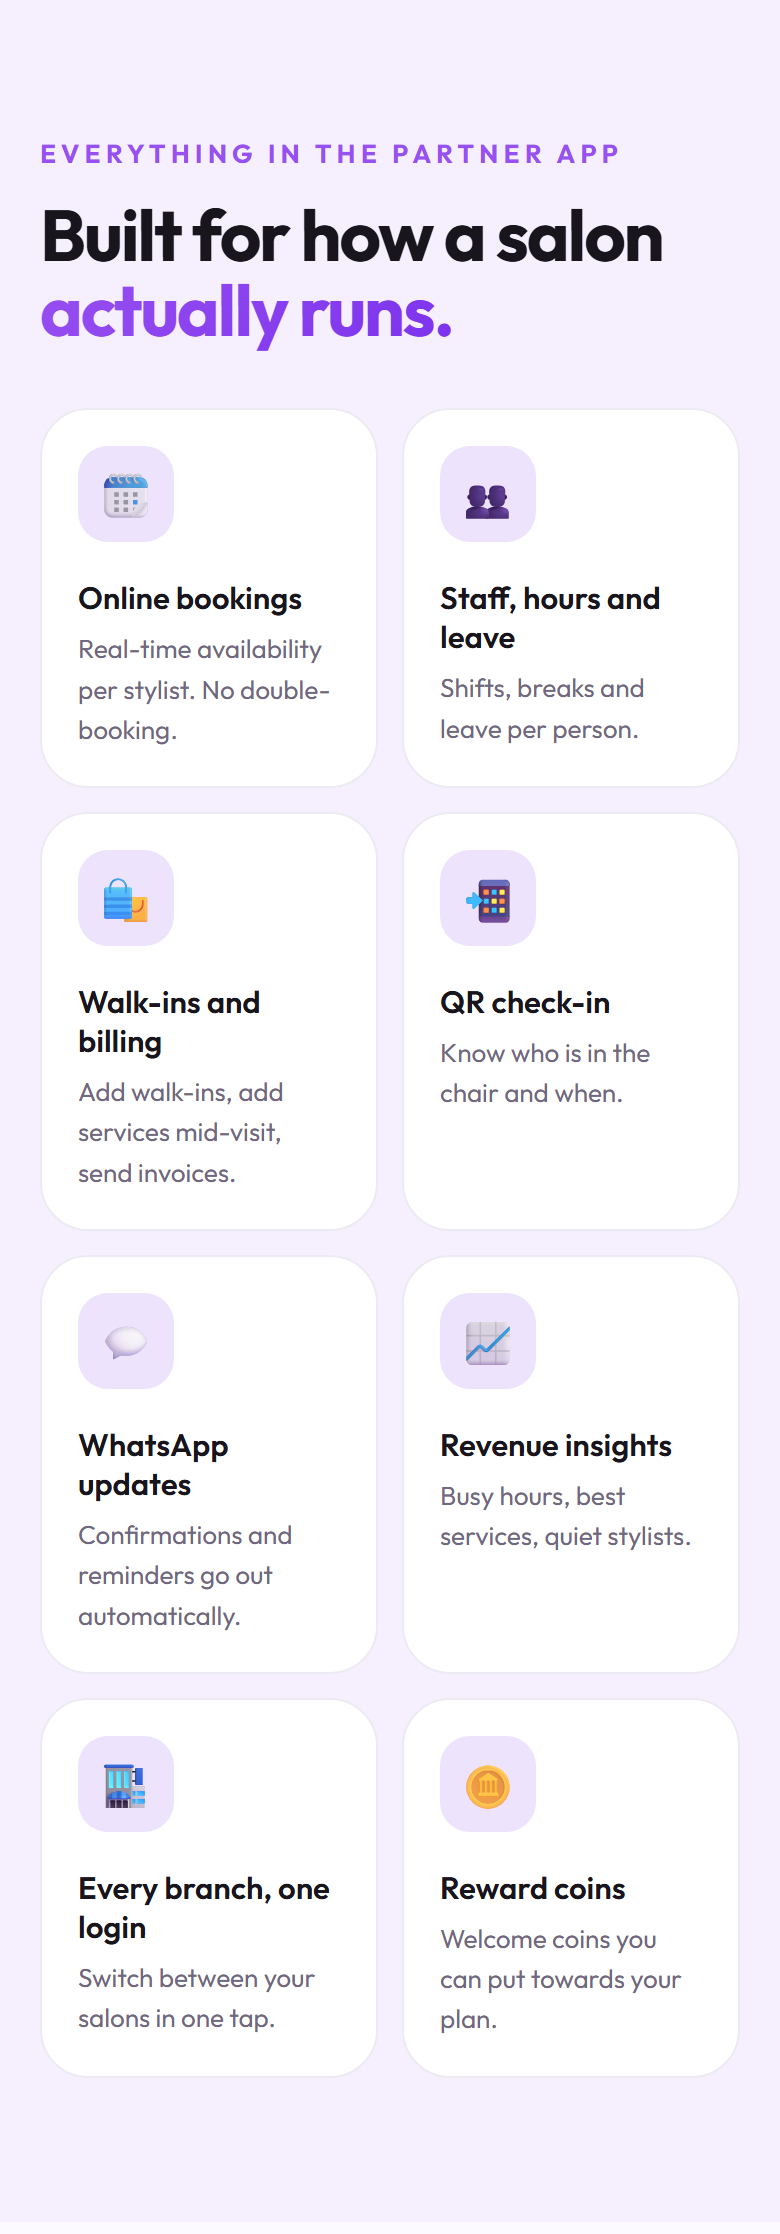 EVERYTHING IN THE PARTNER APP
Built for how a salon
actually runs.
Online bookings
Real-time availability
per stylist. No double-
booking.
Staff, hours and
leave
Shifts, breaks and
leave per person.
Walk-ins and
billing
Add walk-ins, add
services mid-visit,
send invoices.
QR check-in
Know who is in the
chair and when.
WhatsApp
updates
Confirmations and
reminders go out
automatically.
Revenue insights
Busy hours, best
services, quiet stylists.
Every branch, one
login
Switch between your
salons in one tap.
Reward coins
Welcome coins you
can put towards your
plan.